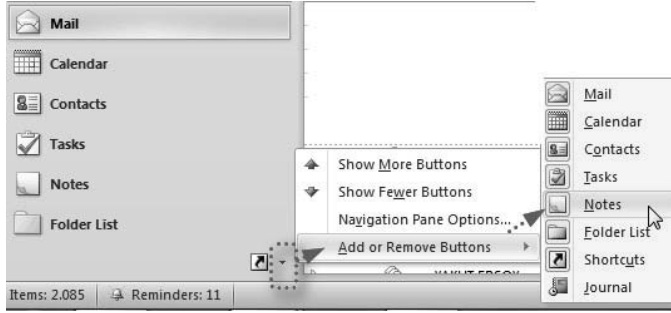 Mail
Calendar
Contacts
Tasks
Notes
Folder List
Items: 2.085
Reminders: 11
Show More Buttons
Show Fewer Buttons
Navigation Pane Options...
Add or Remove Buttons
Mail
Calendar
Contacts
Tasks
Notes
Folder List
Shortcuts
Journal